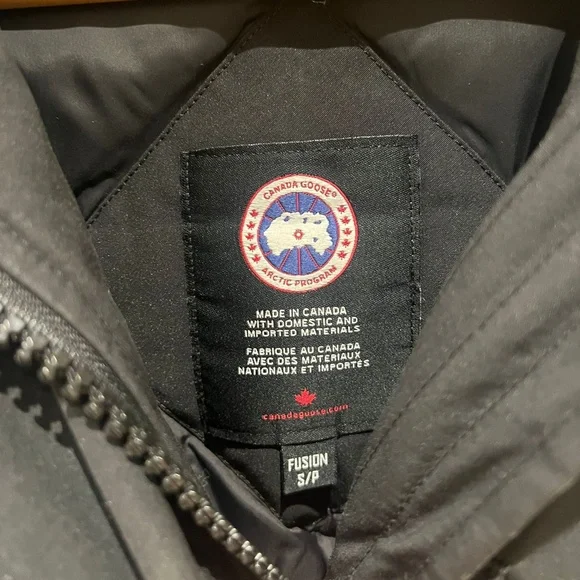 CANADA GOOSE®
ARCTIC PROGRAM
MADE IN CANADA
WITH DOMESTIC AND
IMPORTED MATERIALS
FABRIQUE AU CANADA
AVEC DES MATERIAUX
NATIONAUX ET IMPORTÉS
canadagoose.com
FUSION
S/P